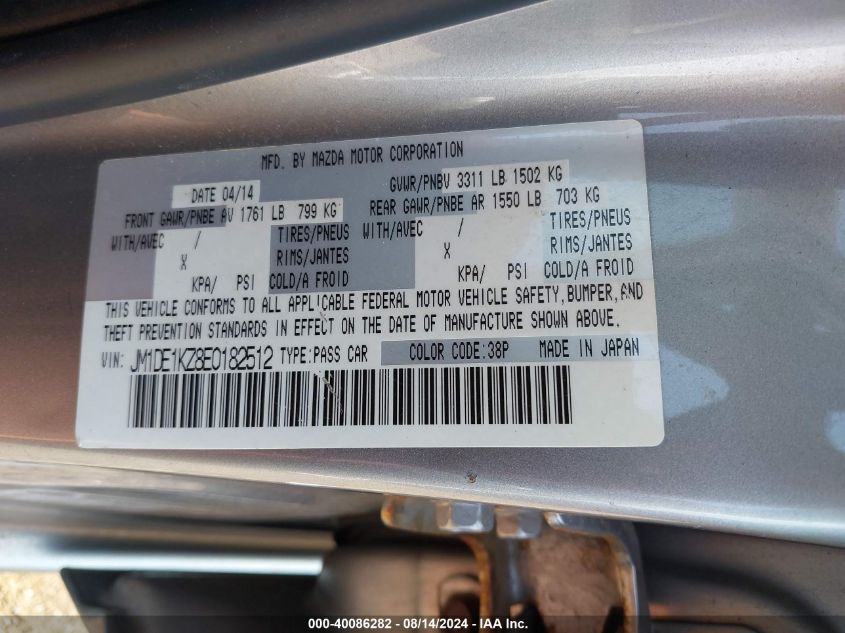 MFD. BY MAZDA MOTOR CORPORATION
DATE 04/14 GVWR/PNBV 3311 LB 1502 KG
FRONT GAWR/PNBE AV 1761 LB 799 KG REAR GAWR/PNBE AR 1550 LB 703 KG
WITH/AVEC / TIRES/PNEUS WITH/AVEC / TIRES/PNEUS
X RIMS/JANTES X RIMS/JANTES
KPA/ PSI COLD/A FROID KPA/ PSI COLD/A FROID
THIS VEHICLE CONFORMS TO ALL APPLICABLE FEDERAL MOTOR VEHICLE SAFETY, BUMPER, AND
THEFT PREVENTION STANDARDS IN EFFECT ON THE DATE OF MANUFACTURE SHOWN ABOVE.
VIN: JM1DE1KZ8E0182512 TYPE:PASS CAR COLOR CODE:38P MADE IN JAPAN
000-40086282 - 08/14/2024 - IAA Inc.